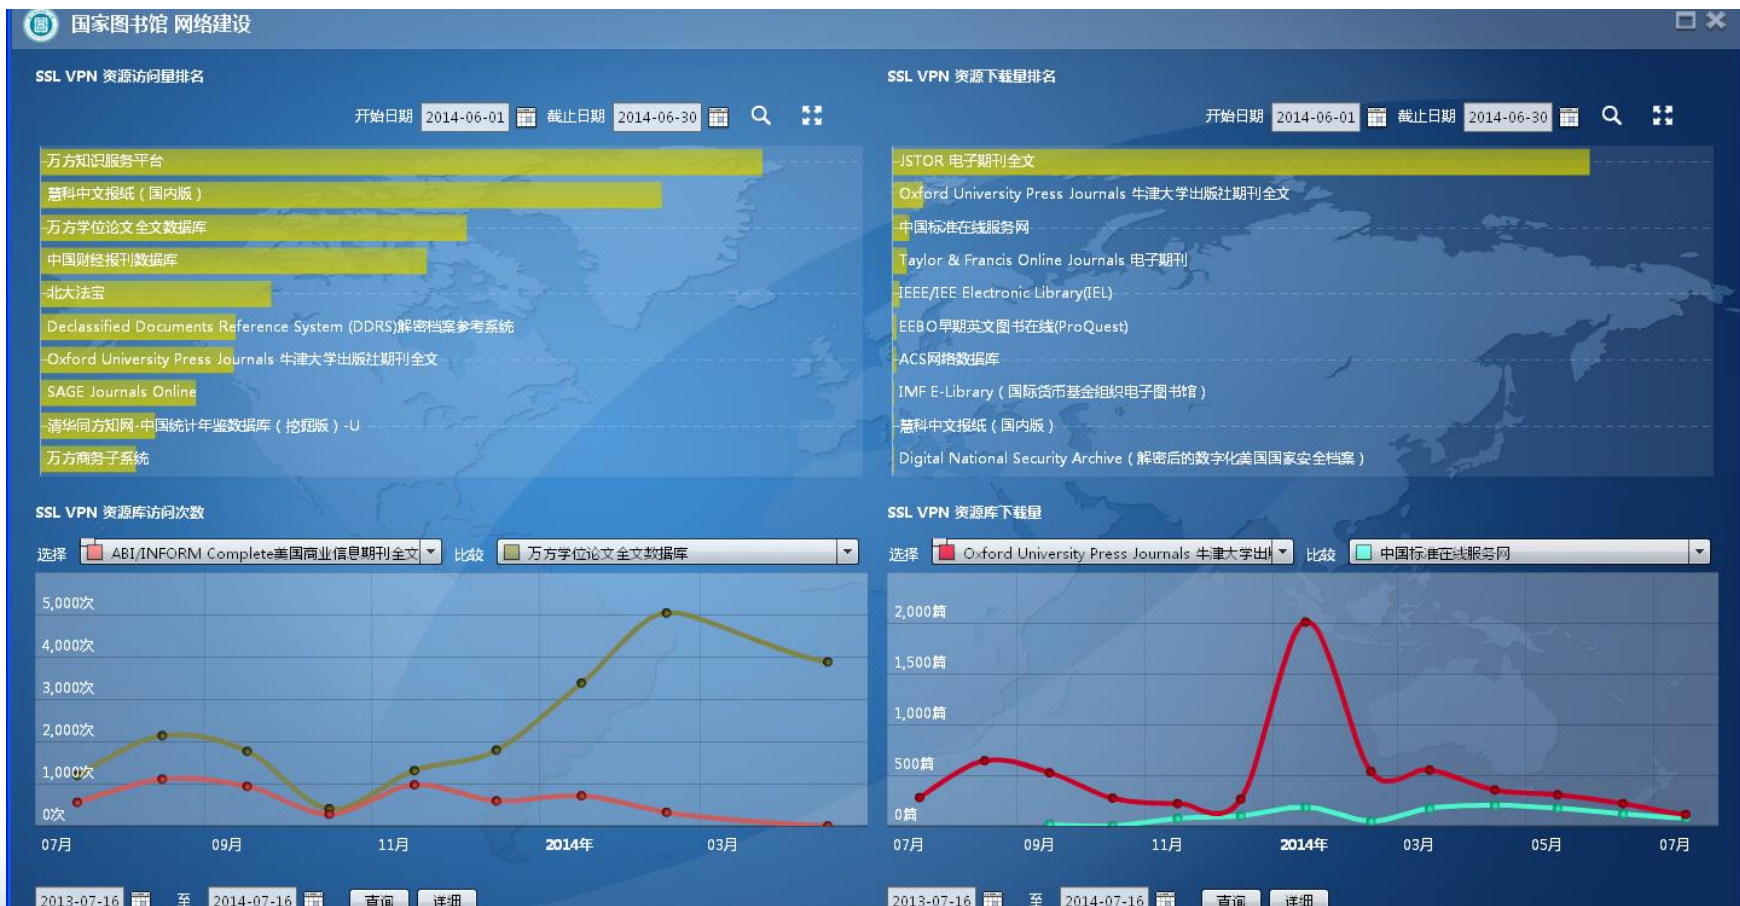 国家图书馆 网络建设
SSL VPN 资源访问量排名
开始日期 2014-06-01 截止日期 2014-06-30
万方知识服务平台
慧科中文报纸（国内版）
万方学位论文全文数据库
中国财经报刊数据库
北大法宝
Declassified Documents Reference System (DDRS)解密档案参考系统
Oxford University Press Journals 牛津大学出版社期刊全文
SAGE Journals Online
清华同方知网-中国统计年鉴数据库（挖掘版）-U
万方商务子系统
SSL VPN 资源下载量排名
开始日期 2014-06-01 截止日期 2014-06-30
JSTOR 电子期刊全文
Oxford University Press Journals 牛津大学出版社期刊全文
中国标准在线服务网
Taylor & Francis Online Journals 电子期刊
IEEE/IEE Electronic Library(IEL)
EEBO早期英文图书在线(ProQuest)
ACS网络数据库
IMF E-Library（国际货币基金组织电子图书馆）
慧科中文报纸（国内版）
Digital National Security Archive（解密后的数字化美国国家安全档案）
SSL VPN 资源库访问次数
选择 ABI/INFORM Complete美国商业信息期刊全文 比较 万方学位论文全文数据库
5,000次
4,000次
3,000次
2,000次
1,000次
0次
07月 09月 11月 2014年 03月
2013-07-16 至 2014-07-16 查询 详细
SSL VPN 资源库下载量
选择 Oxford University Press Journals 牛津大学出 比较 中国标准在线服务网
2,000篇
1,500篇
1,000篇
500篇
0篇
07月 09月 11月 2014年 03月 05月 07月
2013-07-16 至 2014-07-16 查询 详细